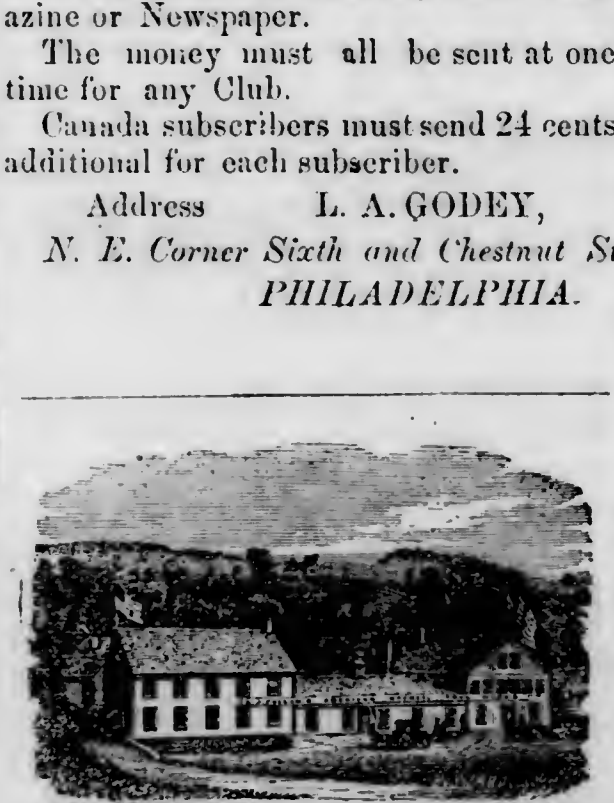 azine or Newspaper.
The money must all be sent at one
time for any Club.
Canada subscribers must send 24 cents
additional for each subscriber.
Address L. A. GODEY,
N. E. Corner Sixth and Chestnut St
PHILADELPHIA.